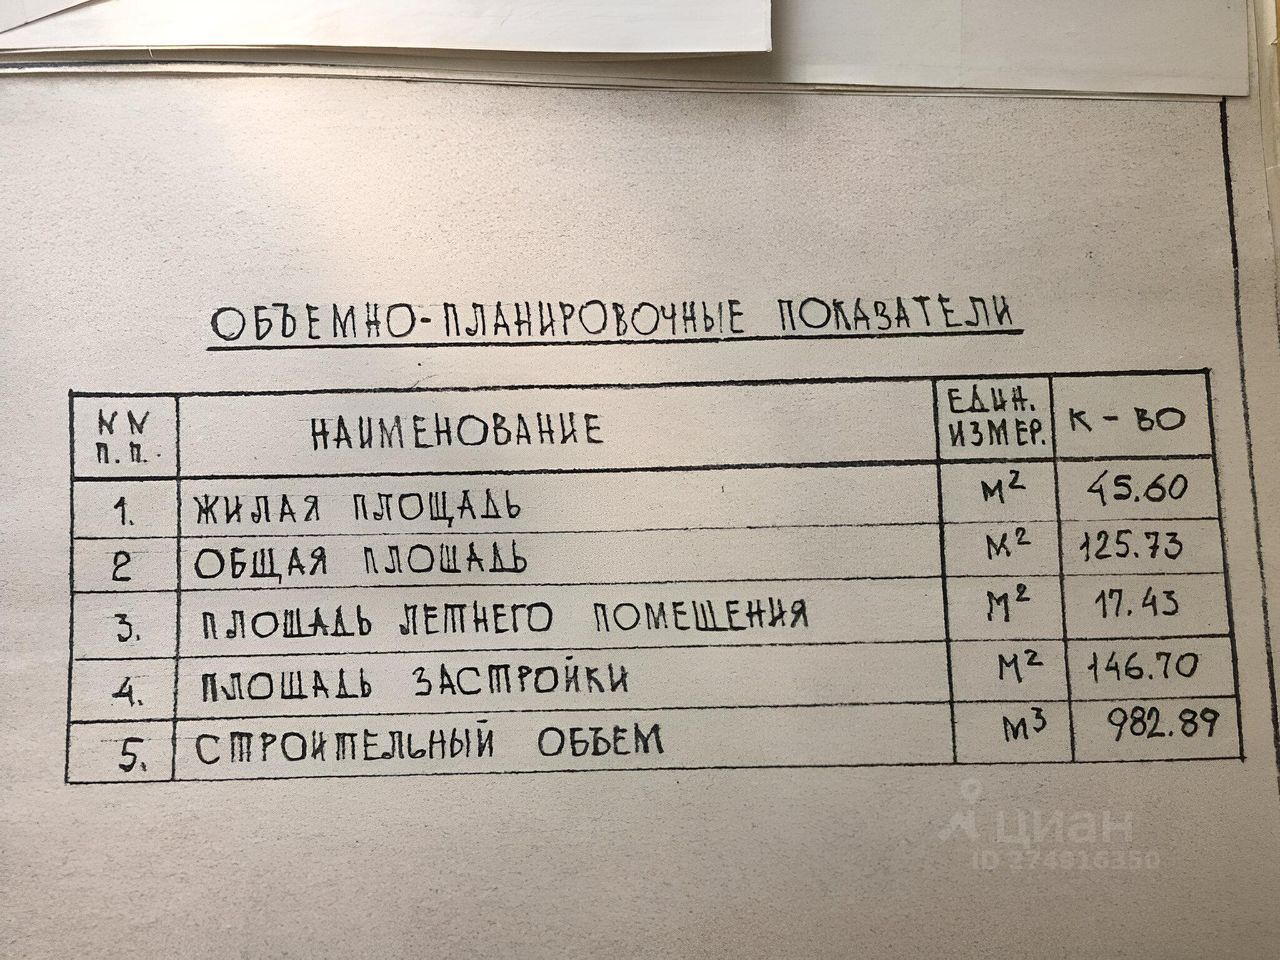 ОБЪЕМНО-ПЛАНИРОВОЧНЫЕ ПОКАЗАТЕЛИ
N N П.П. НАИМЕНОВАНИЕ ЕДИН. ИЗМЕР. К-ВО
1. ЖИЛАЯ ПЛОЩАДЬ М² 45.60
2 ОБЩАЯ ПЛОЩАДЬ М² 125.73
3. ПЛОЩАДЬ ЛЕТНЕГО ПОМЕЩЕНИЯ М² 17.43
4. ПЛОЩАДЬ ЗАСТРОЙКИ М² 146.70
5. СТРОИТЕЛЬНЫЙ ОБЪЕМ М³ 982.89
циан
ID 274916350